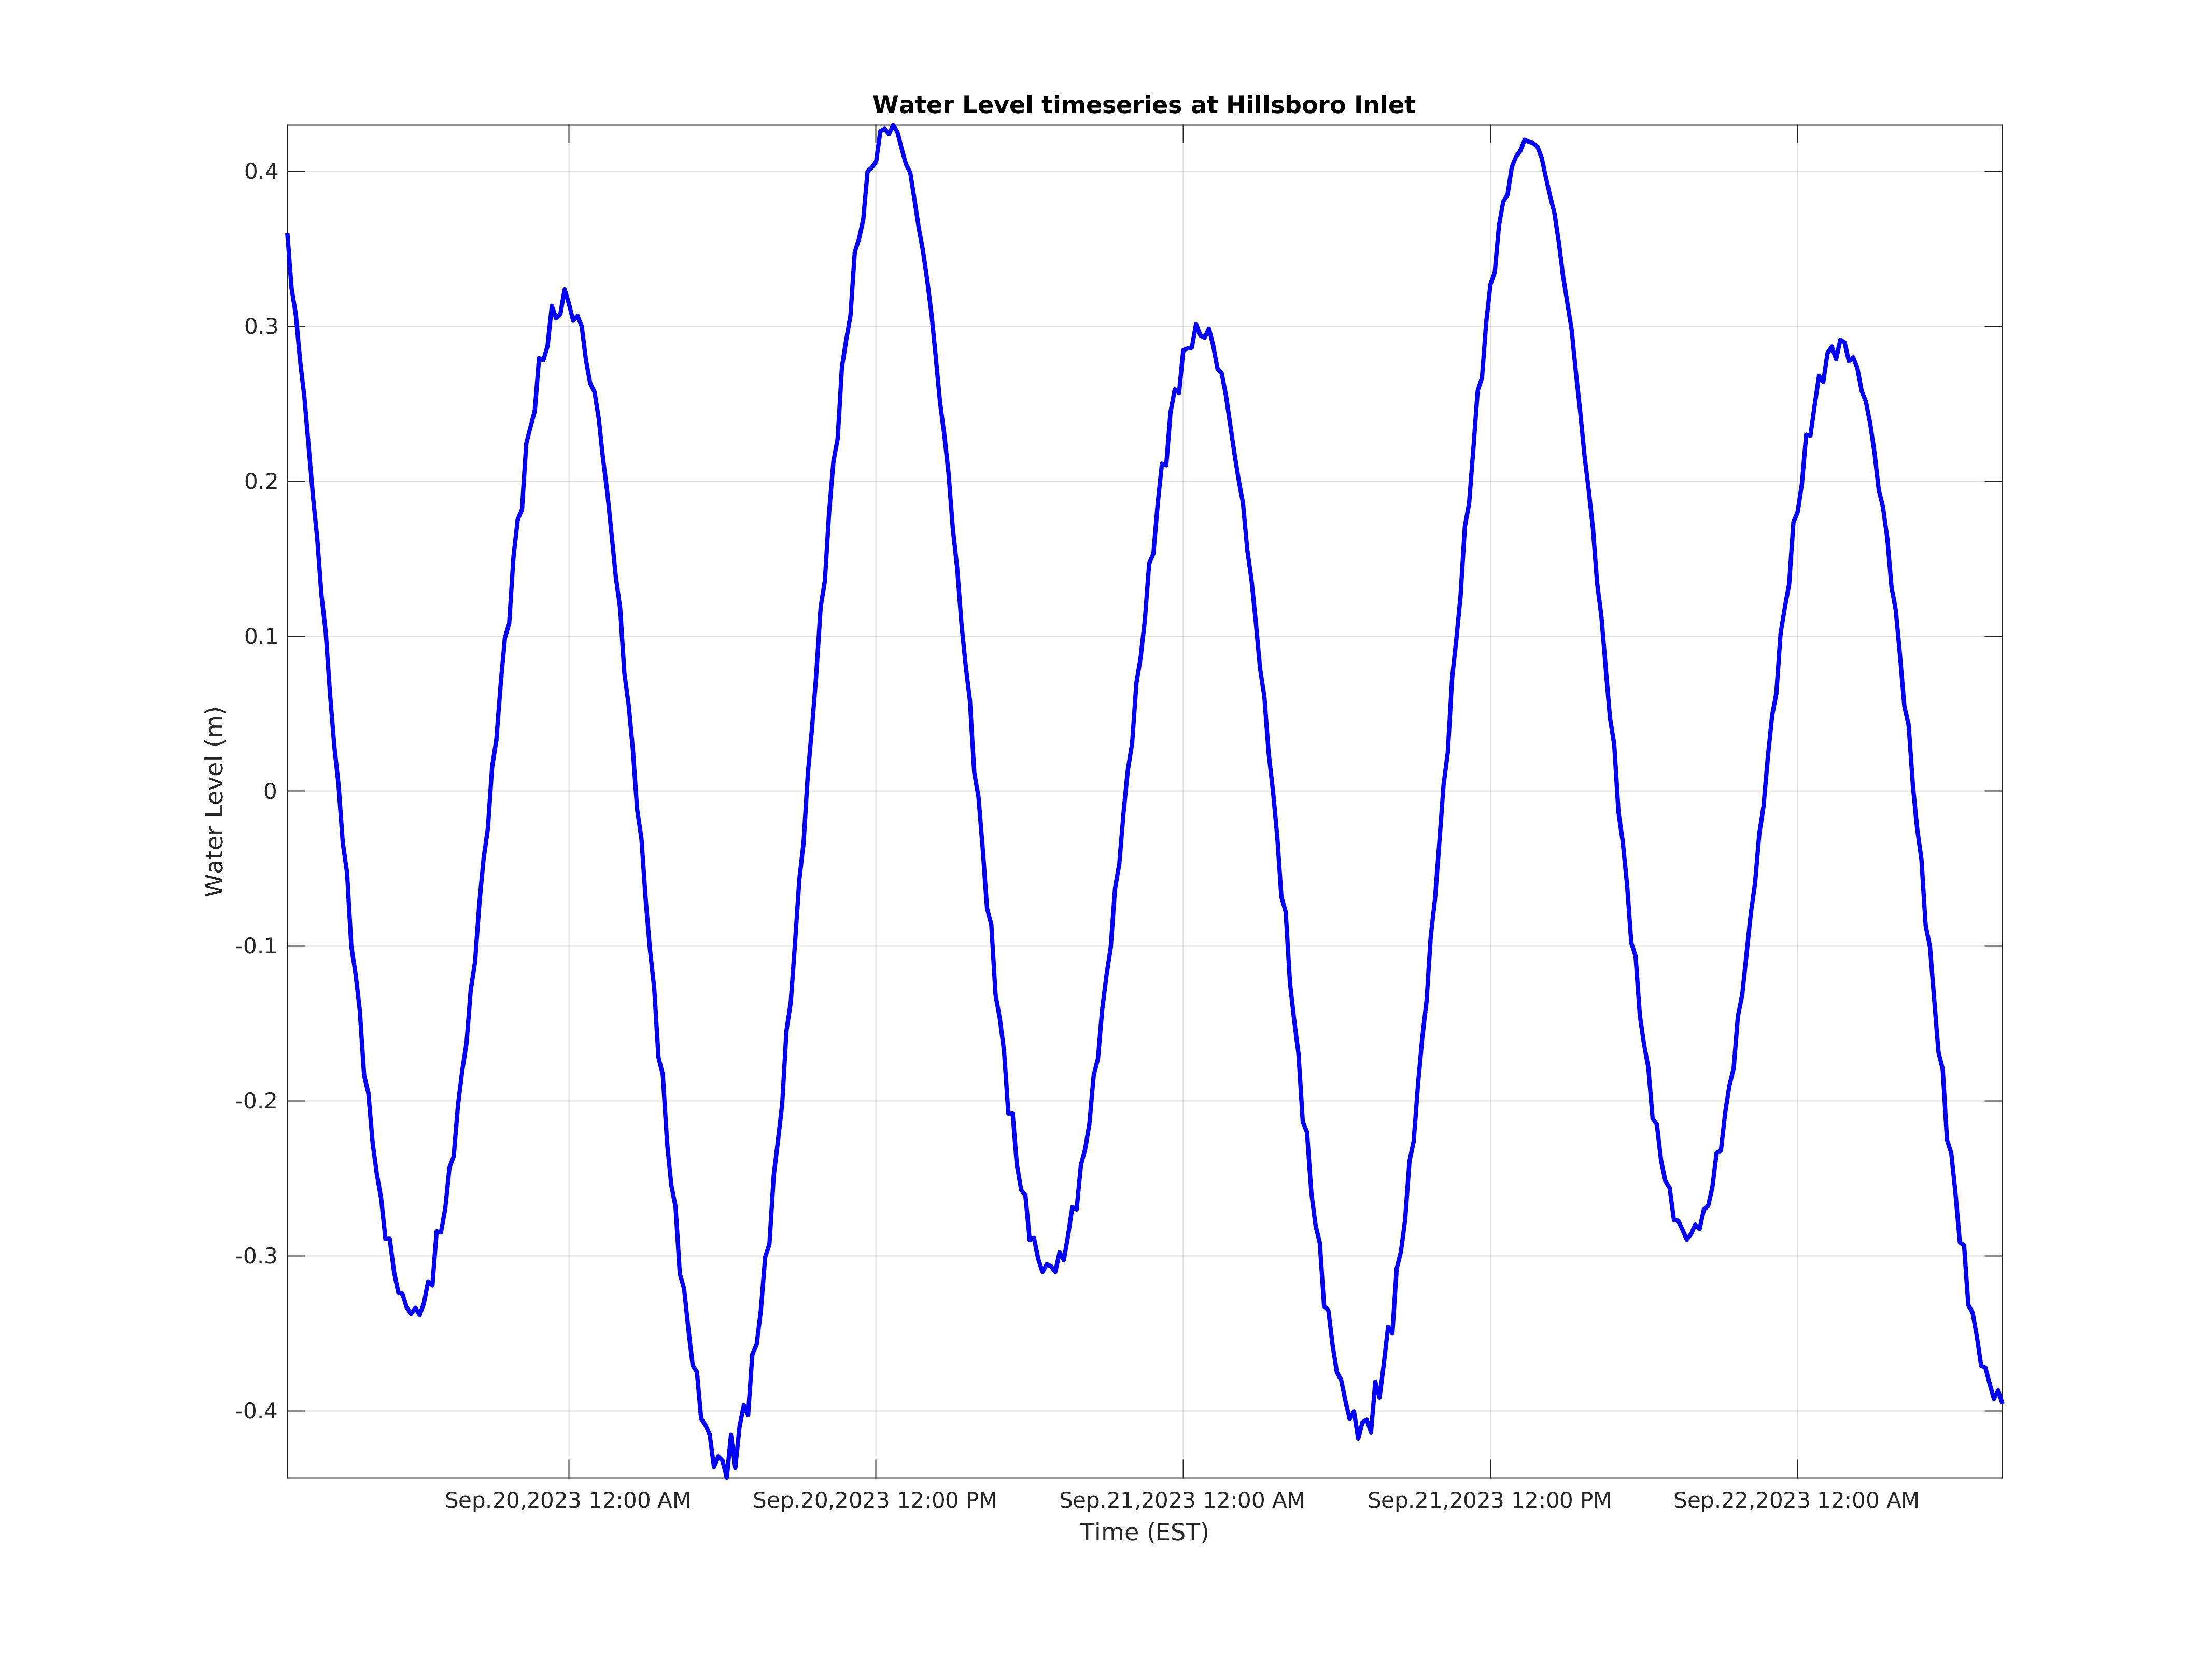 Water Level timeseries at Hillsboro Inlet
0.4
0.3
0.2
0.1
0
-0.1
-0.2
-0.3
-0.4
Water Level (m)
Sep.20,2023 12:00 AM
Sep.20,2023 12:00 PM
Sep.21,2023 12:00 AM
Sep.21,2023 12:00 PM
Sep.22,2023 12:00 AM
Time (EST)